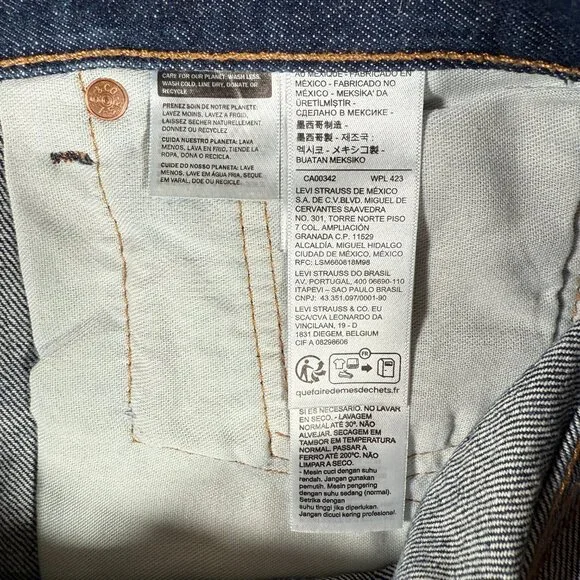 & CO
CARE FOR OUR PLANET: WASH LESS,
WASH COLD, LINE DRY, DONATE OR
RECYCLE ?
PRENEZ SOIN DE NOTRE PLANETE:
LAVEZ MOINS, LAVEZ A FROID,
LAISSEZ SECHER A L'AIR LIBRE,
DONNEZ OU RECYCLEZ
CUIDA NUESTRO PLANETA: LAVA
MENOS, LAVA EN FRIO, TIENDE LA
ROPA, DONA O RECICLA.
CUIDE DO NOSSO PLANETA: LAVE
MENOS, LAVE EM ÁGUA FRIA, SEQUE
EM VARAL, DOE OU RECICLE.
AU MEXIQUE - FABRICADO EN
MÉXICO - FABRICADO NO
MÉXICO - MEKSIKA' DA
ÜRETİLMİŞTİR -
СДЕЛАНО В МЕКСИКЕ -
墨西哥制造 -
墨西哥製 - 제조국 :
멕시코 - メキシコ製 -
BUATAN MEKSIKO
CA00342 WPL 423
LEVI STRAUSS DE MÉXICO
S.A. DE C.V.BLVD. MIGUEL DE
CERVANTES SAAVEDRA
NO. 301, TORRE NORTE PISO
7 COL. AMPLIACIÓN
GRANADA C.P. 11529
ALCALDÍA. MIGUEL HIDALGO
CIUDAD DE MÉXICO, MÉXICO
RFC: LSM660618M98
LEVI STRAUSS DO BRASIL
AV, PORTUGAL, 400 06690-110
ITAPEVI – SAO PAULO BRASIL
CNPJ: 43.351.097/0001-90
LEVI STRAUSS & CO. EU
SCA/CVA LEONARDO DA
VINCILAAN, 19 - D
1831 DIEGEM, BELGIUM
CIF A 08298606
FR
quefairedemesdechets.fr
SI ES NECESARIO. NO LAVAR
EN SECO. - LAVAGEM
NORMAL ATÉ 30º. NÃO
ALVEJAR. SECAGEM EM
TAMBOR EM TEMPERATURA
NORMAL. PASSAR A
FERRO ATÉ 200ºC. NÃO
LIMPAR A SECO.
- Mesin cuci dengan suhu
rendah. Jangan gunakan
pemutih. Mesin pengering
dengan suhu sedang (normal).
Setrika dengan
suhu tinggi jika diperlukan.
Jangan dicuci kering profesional.